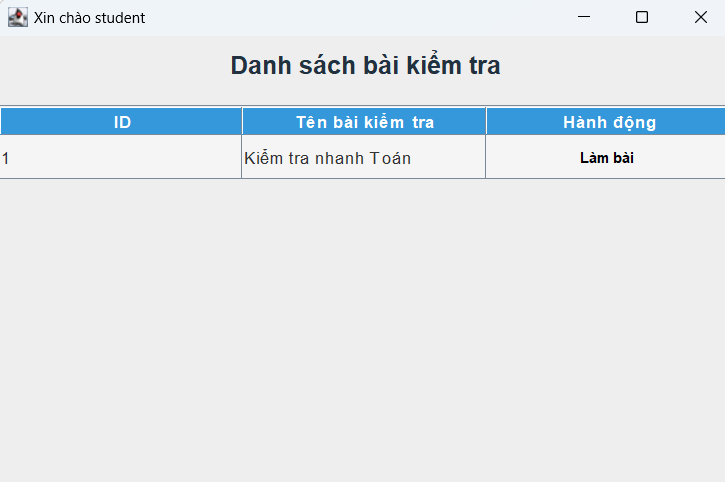 Xin chào student
Danh sách bài kiểm tra
ID Tên bài kiểm tra Hành động
1 Kiểm tra nhanh Toán Làm bài